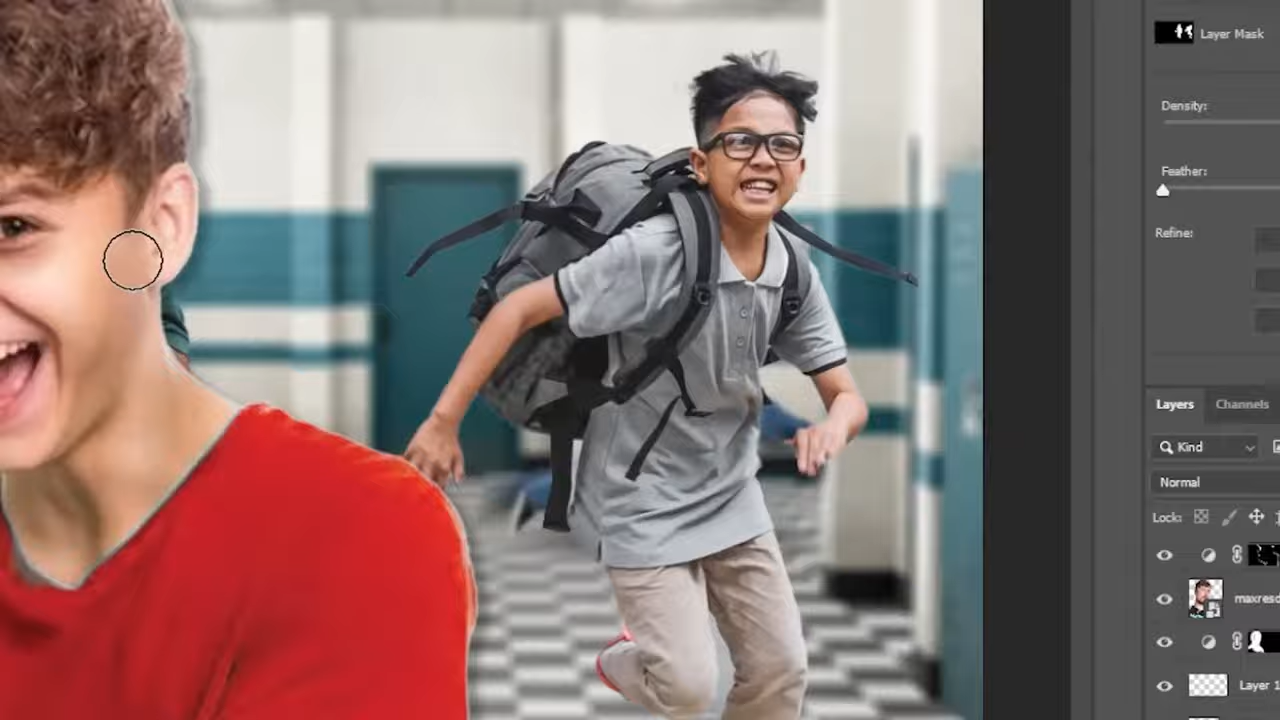 Layer Mask
Density:
Feather:
Refine:
Layers
Channels
Kind
Normal
Lock:
maxresd
Layer 1